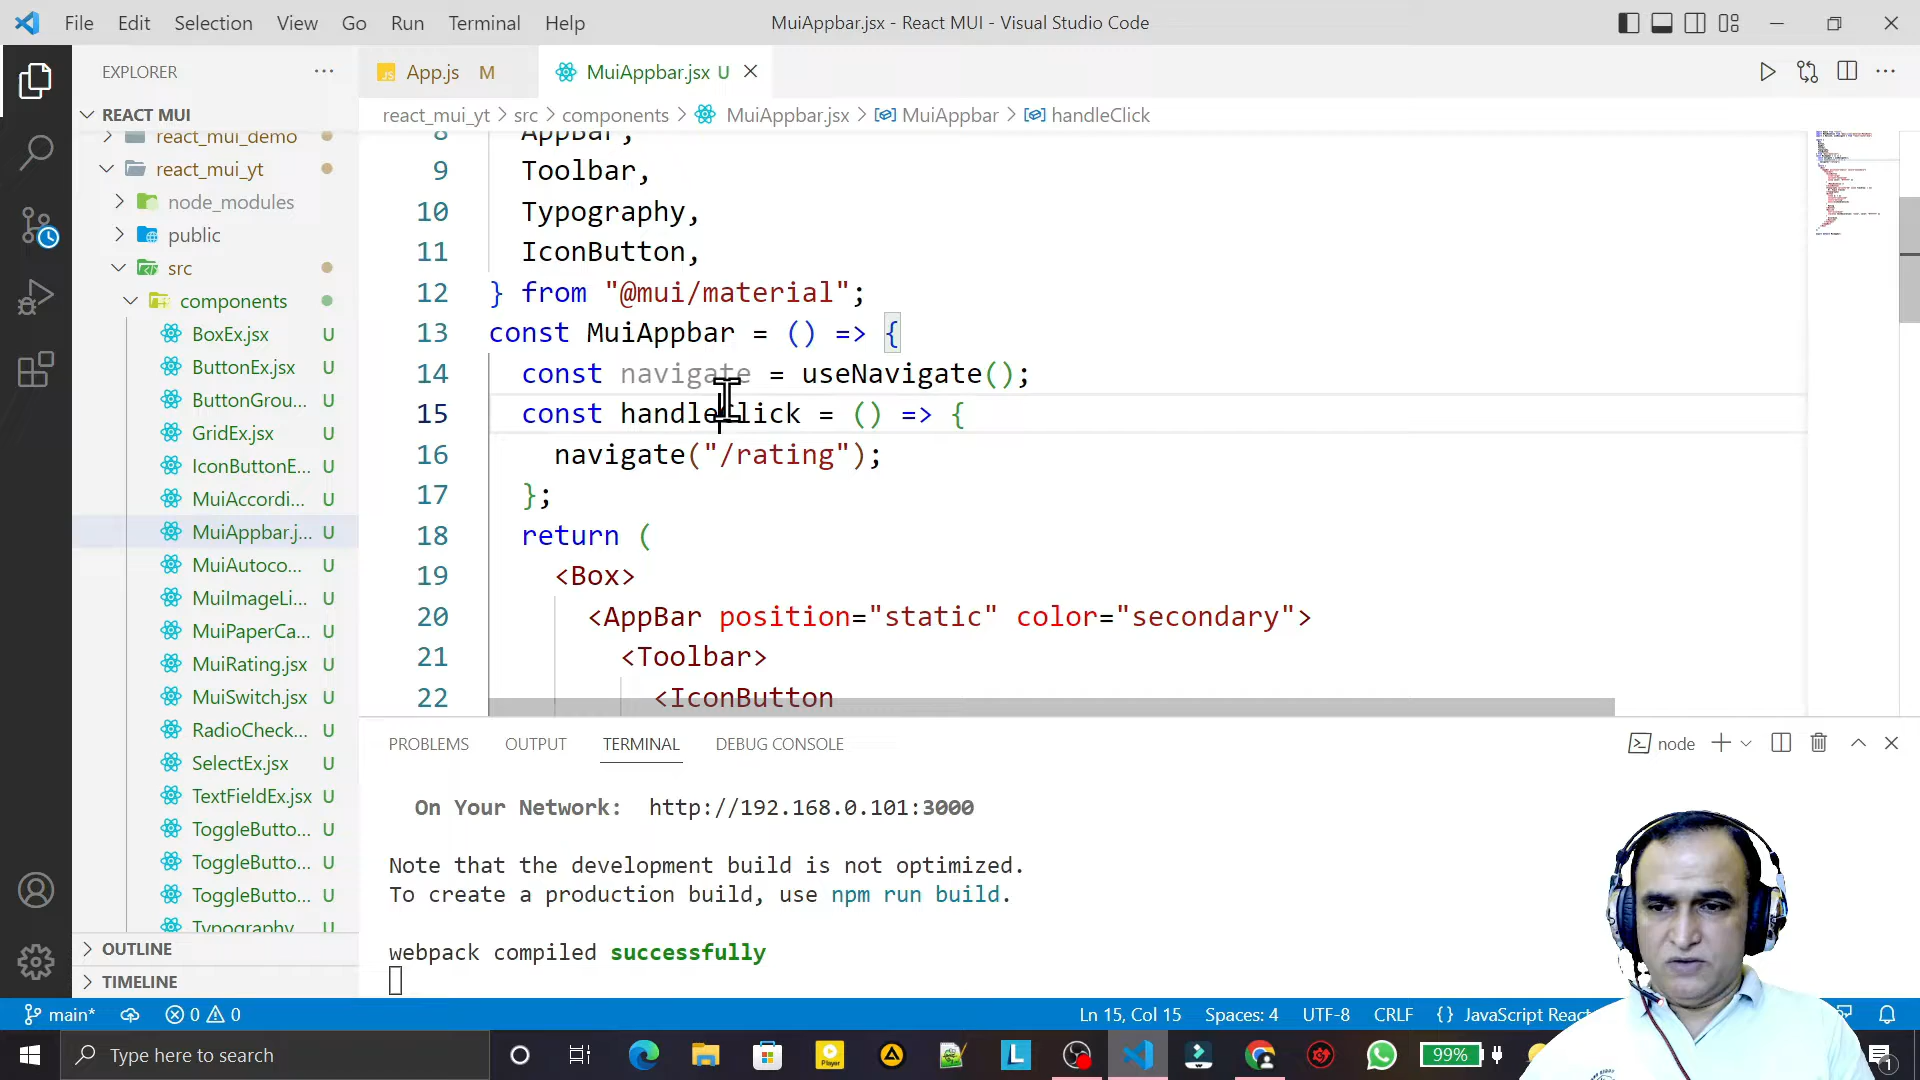 File Edit Selection View Go Run Terminal Help MuiAppbar.jsx - React MUI - Visual Studio Code
EXPLORER
App.js M
MuiAppbar.jsx U
REACT MUI
react_mui_demo
react_mui_yt
node_modules
public
src
components
BoxEx.jsx U
ButtonEx.jsx U
ButtonGrou... U
GridEx.jsx U
IconButtonE... U
MuiAccordi... U
MuiAppbar.j... U
MuiAutoco... U
MuiImageLi... U
MuiPaperCa... U
MuiRating.jsx U
MuiSwitch.jsx U
RadioCheck... U
SelectEx.jsx U
TextFieldEx.jsx U
ToggleButto... U
ToggleButto... U
ToggleButto... U
Typography U
OUTLINE
TIMELINE
react_mui_yt > src > components > MuiAppbar.jsx > MuiAppbar > handleClick
8 AppBar,
9 Toolbar,
10 Typography,
11 IconButton,
12 } from "@mui/material";
13 const MuiAppbar = () => {
14 const navigate = useNavigate();
15 const handleClick = () => {
16 navigate("/rating");
17 };
18 return (
19 <Box>
20 <AppBar position="static" color="secondary">
21 <Toolbar>
22 <IconButton
PROBLEMS OUTPUT TERMINAL DEBUG CONSOLE
node
On Your Network: http://192.168.0.101:3000
Note that the development build is not optimized.
To create a production build, use npm run build.
webpack compiled successfully
main* 0 0 Ln 15, Col 15 Spaces: 4 UTF-8 CRLF {} JavaScript React
Type here to search
Player
L
99%
1